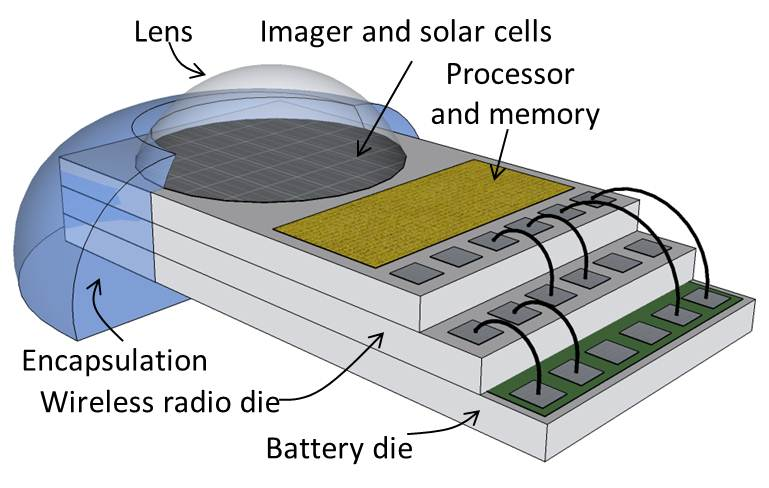 Lens
Imager and solar cells
Processor
and memory
Encapsulation
Wireless radio die
Battery die